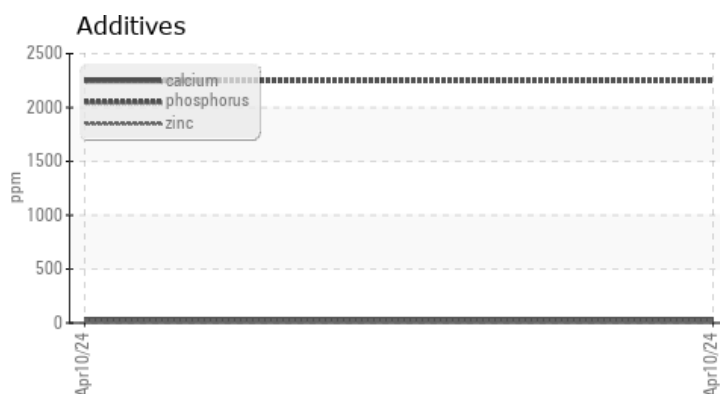 Additives
2500
calcium
phosphorus
2000
zinc
1500
ppm
1000
500
0
Apr10/24
Apr10/24